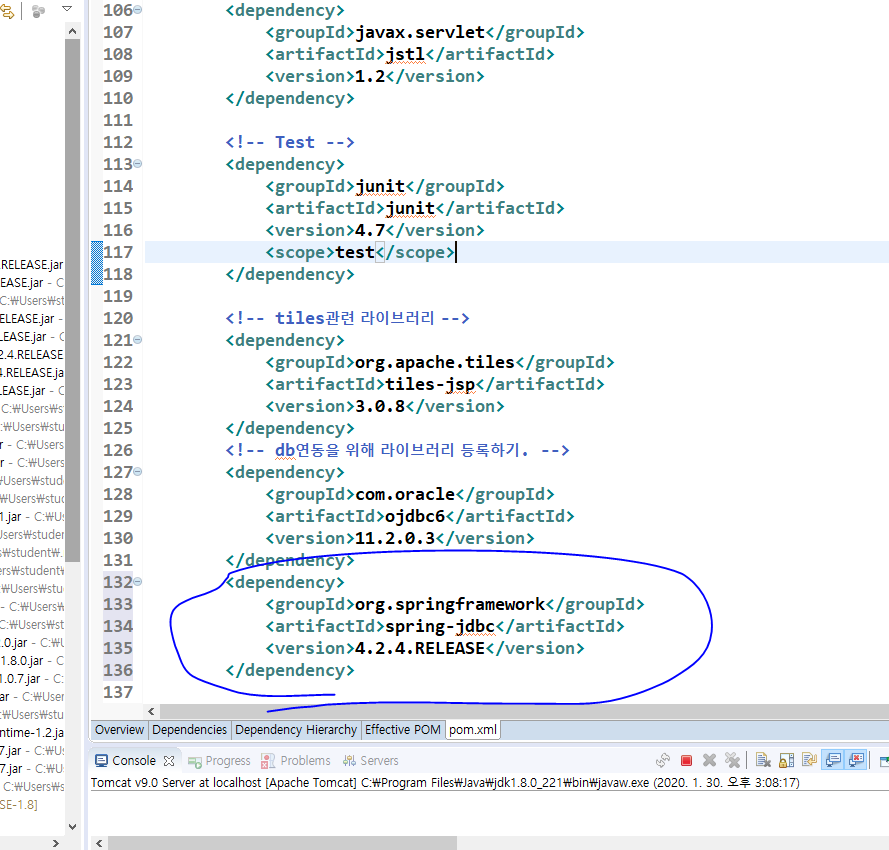 106 <dependency>
107 <groupId>javax.servlet</groupId>
108 <artifactId>jstl</artifactId>
109 <version>1.2</version>
110 </dependency>
111
112 <!-- Test -->
113 <dependency>
114 <groupId>junit</groupId>
115 <artifactId>junit</artifactId>
116 <version>4.7</version>
117 <scope>test</scope>
118 </dependency>
119
120 <!-- tiles관련 라이브러리 -->
121 <dependency>
122 <groupId>org.apache.tiles</groupId>
123 <artifactId>tiles-jsp</artifactId>
124 <version>3.0.8</version>
125 </dependency>
126 <!-- db연동을 위해 라이브러리 등록하기. -->
127 <dependency>
128 <groupId>com.oracle</groupId>
129 <artifactId>ojdbc6</artifactId>
130 <version>11.2.0.3</version>
131 </dependency>
132 <dependency>
133 <groupId>org.springframework</groupId>
134 <artifactId>spring-jdbc</artifactId>
135 <version>4.2.4.RELEASE</version>
136 </dependency>
137
RELEASE.jar
EASE.jar - C
C:₩Users₩st
ELEASE.jar -
LEASE.jar - C
2.4.RELEASE
4.RELEASE.ja
LEASE.jar - C
C:₩Users₩st
C:₩Users₩stu
r - C:₩Users
r - C:₩Users
₩Users₩stud
₩Users₩stud
1.jar - C:₩Us
Users₩studen
s₩student₩.
ers₩student₩
₩Users₩stu
- C:₩Users₩
C:₩Users₩st
.0.jar - C:₩U
1.8.0.jar - C:
1.0.7.jar - C:
ar - C:₩User
:₩Users₩stu
ntime-1.2.ja
7.jar - C:₩U
7.jar - C:₩U
C:₩Users₩st
SE-1.8]
Overview Dependencies Dependency Hierarchy Effective POM pom.xml
Console Progress Problems Servers
Tomcat v9.0 Server at localhost [Apache Tomcat] C:₩Program Files₩Java₩jdk1.8.0_221₩bin₩javaw.exe (2020. 1. 30. 오후 3:08:17)